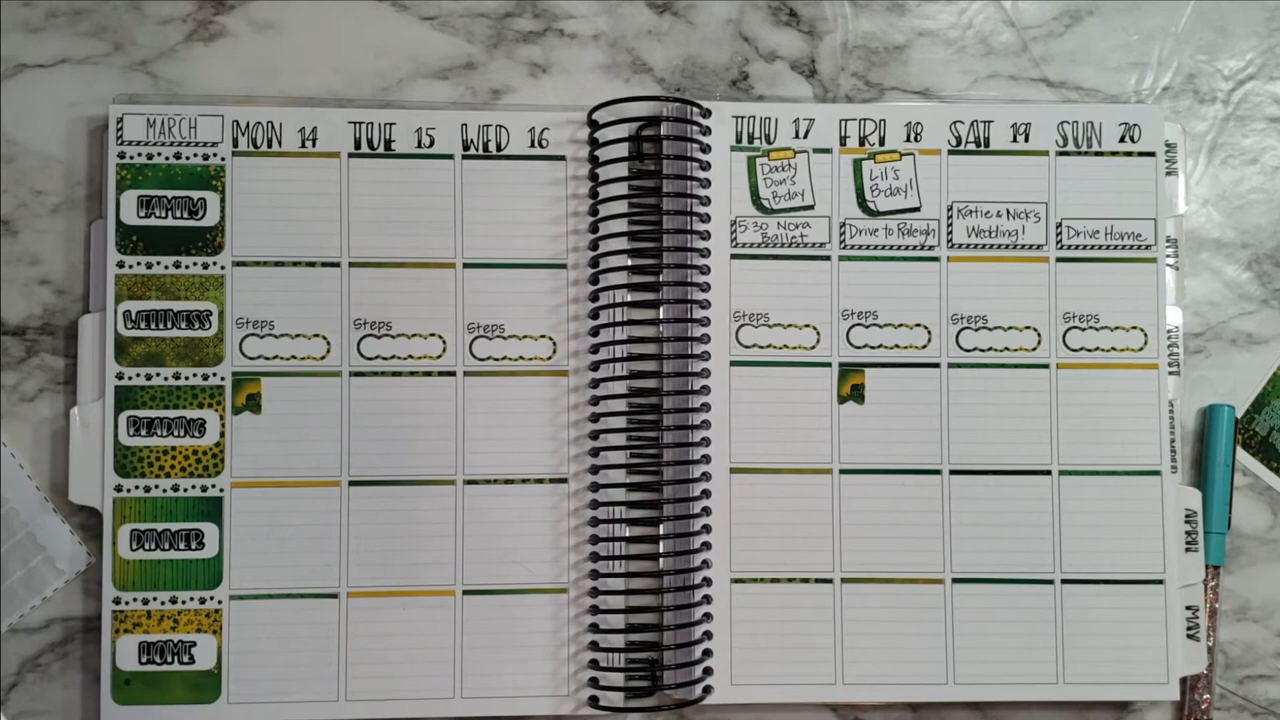 MARCH
MON 14
TUE 15
WED 16
THU 17
FRI 18
SAT 19
SUN 20
FAMILY
Daddy
Don's
B-day
Lil's
B-day!
5:30 Nora
Ballet
Drive to Raleigh
Katie & Nick's
Wedding!
Drive Home
WELLNESS
Steps
Steps
Steps
Steps
Steps
Steps
Steps
READING
DINNER
HOME
JUNE
JULY
AUGUST
APRIL
MAY